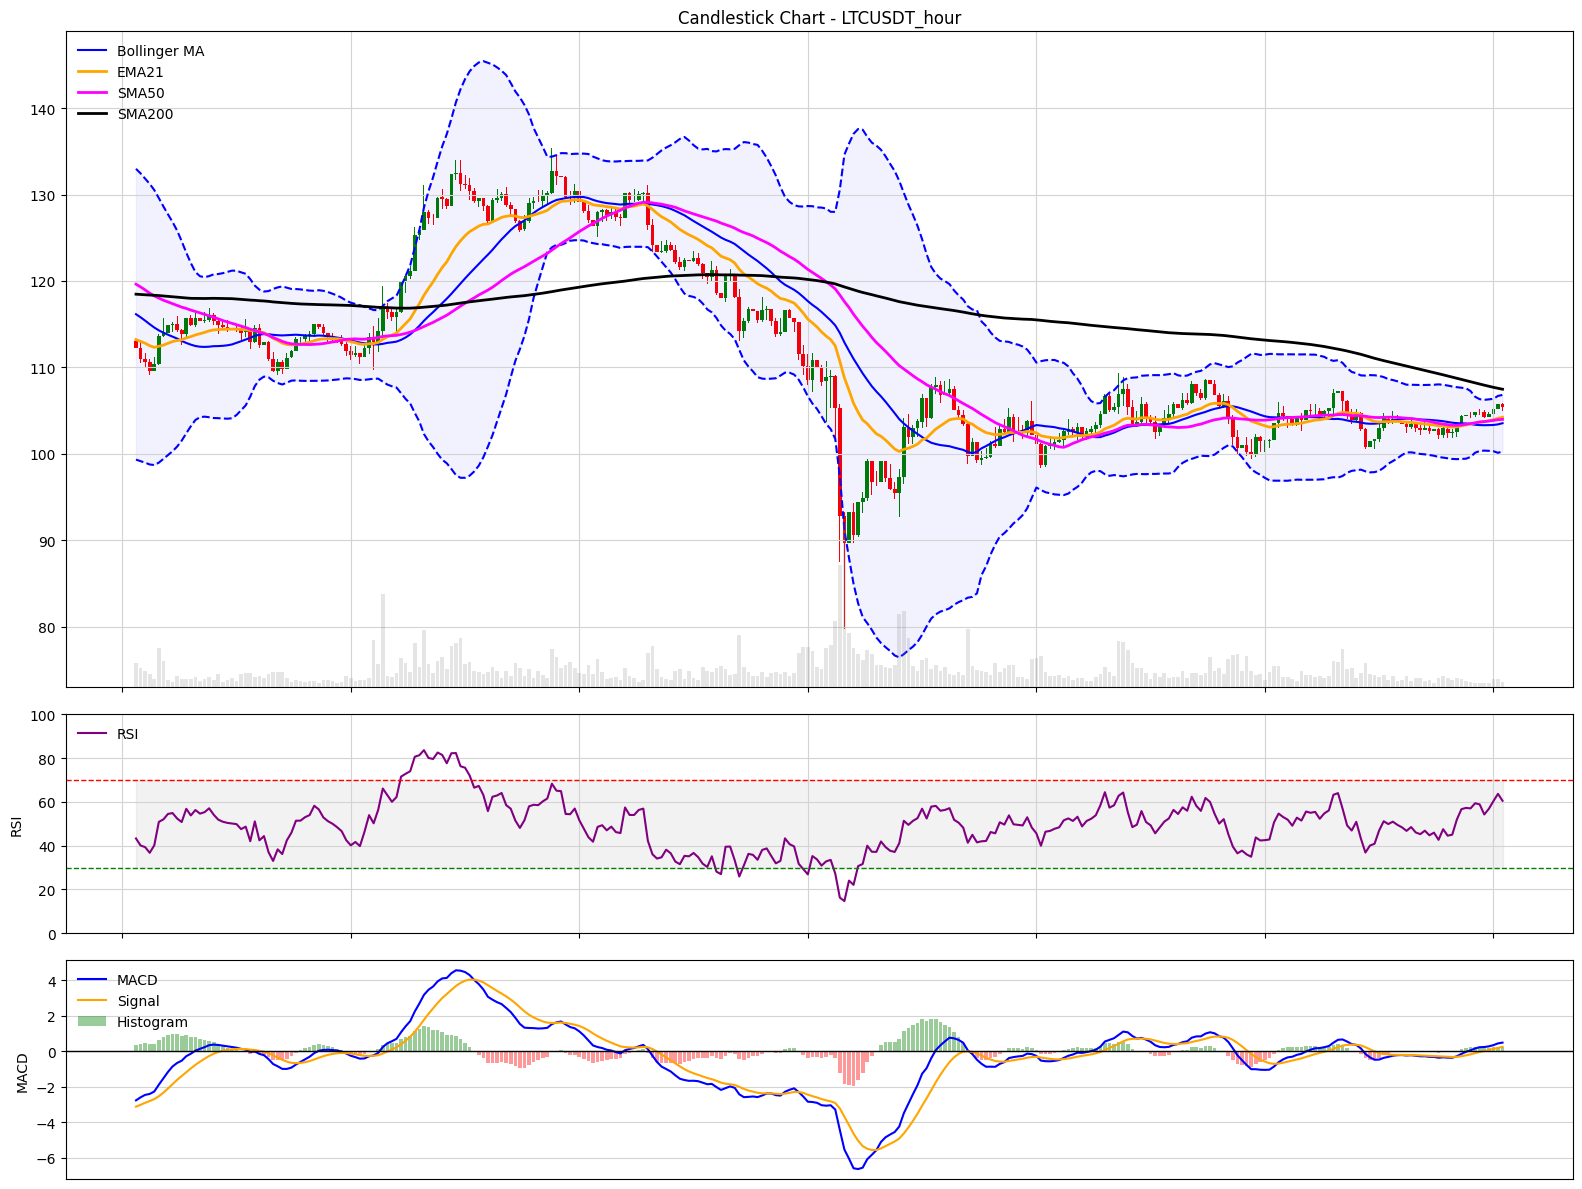 Candlestick Chart - LTCUSDT_hour
Bollinger MA
EMA21
SMA50
SMA200
140
130
120
110
100
90
80
RSI
100
80
60
40
20
0
RSI
MACD
Signal
Histogram
4
2
0
−2
−4
−6
MACD